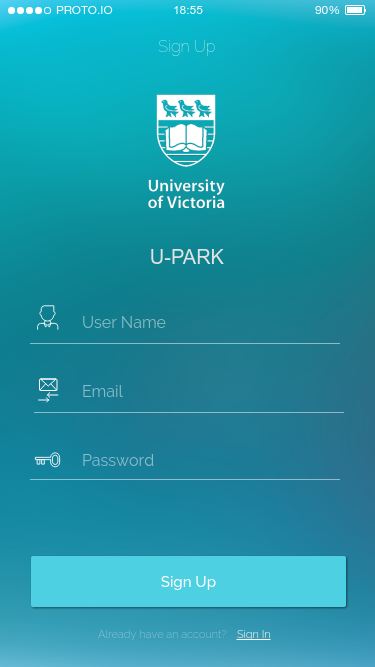 PROTO.IO 18:55 90%
Sign Up
University
of Victoria
U-PARK
User Name
Email
Password
Sign Up
Already have an account? Sign In